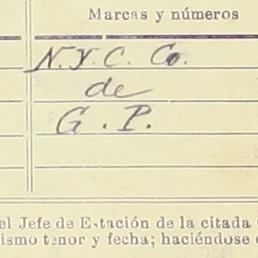 Marcas y números
N.Y.C. Co.
de
G.P.
el Jefe de Estación de la citada
ismo tenor y fecha; haciéndose